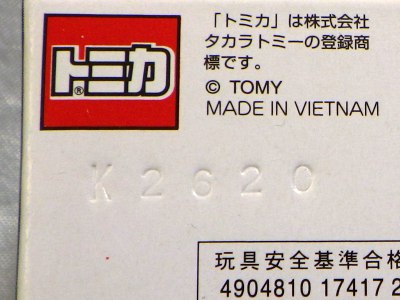 トミカ®
「トミカ」は株式会社
タカラトミーの登録商
標です。
© TOMY
MADE IN VIETNAM
K2620
玩具安全基準合格
4904810 17417 2